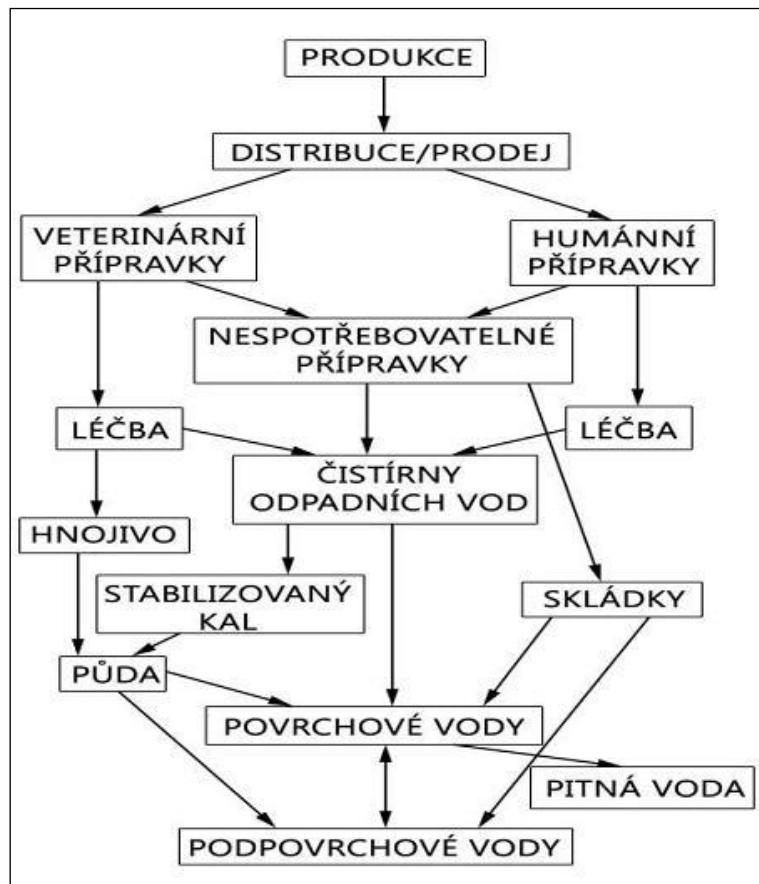 PRODUKCE
DISTRIBUCE/PRODEJ
VETERINÁRNÍ
PŘÍPRAVKY
HUMÁNNÍ
PŘÍPRAVKY
NESPOTŘEBOVATELNÉ
PŘÍPRAVKY
LÉČBA
LÉČBA
ČISTÍRNY
ODPADNÍCH VOD
HNOJIVO
STABILIZOVANÝ
KAL
SKLÁDKY
PŮDA
POVRCHOVÉ VODY
PITNÁ VODA
PODPOVRCHOVÉ VODY